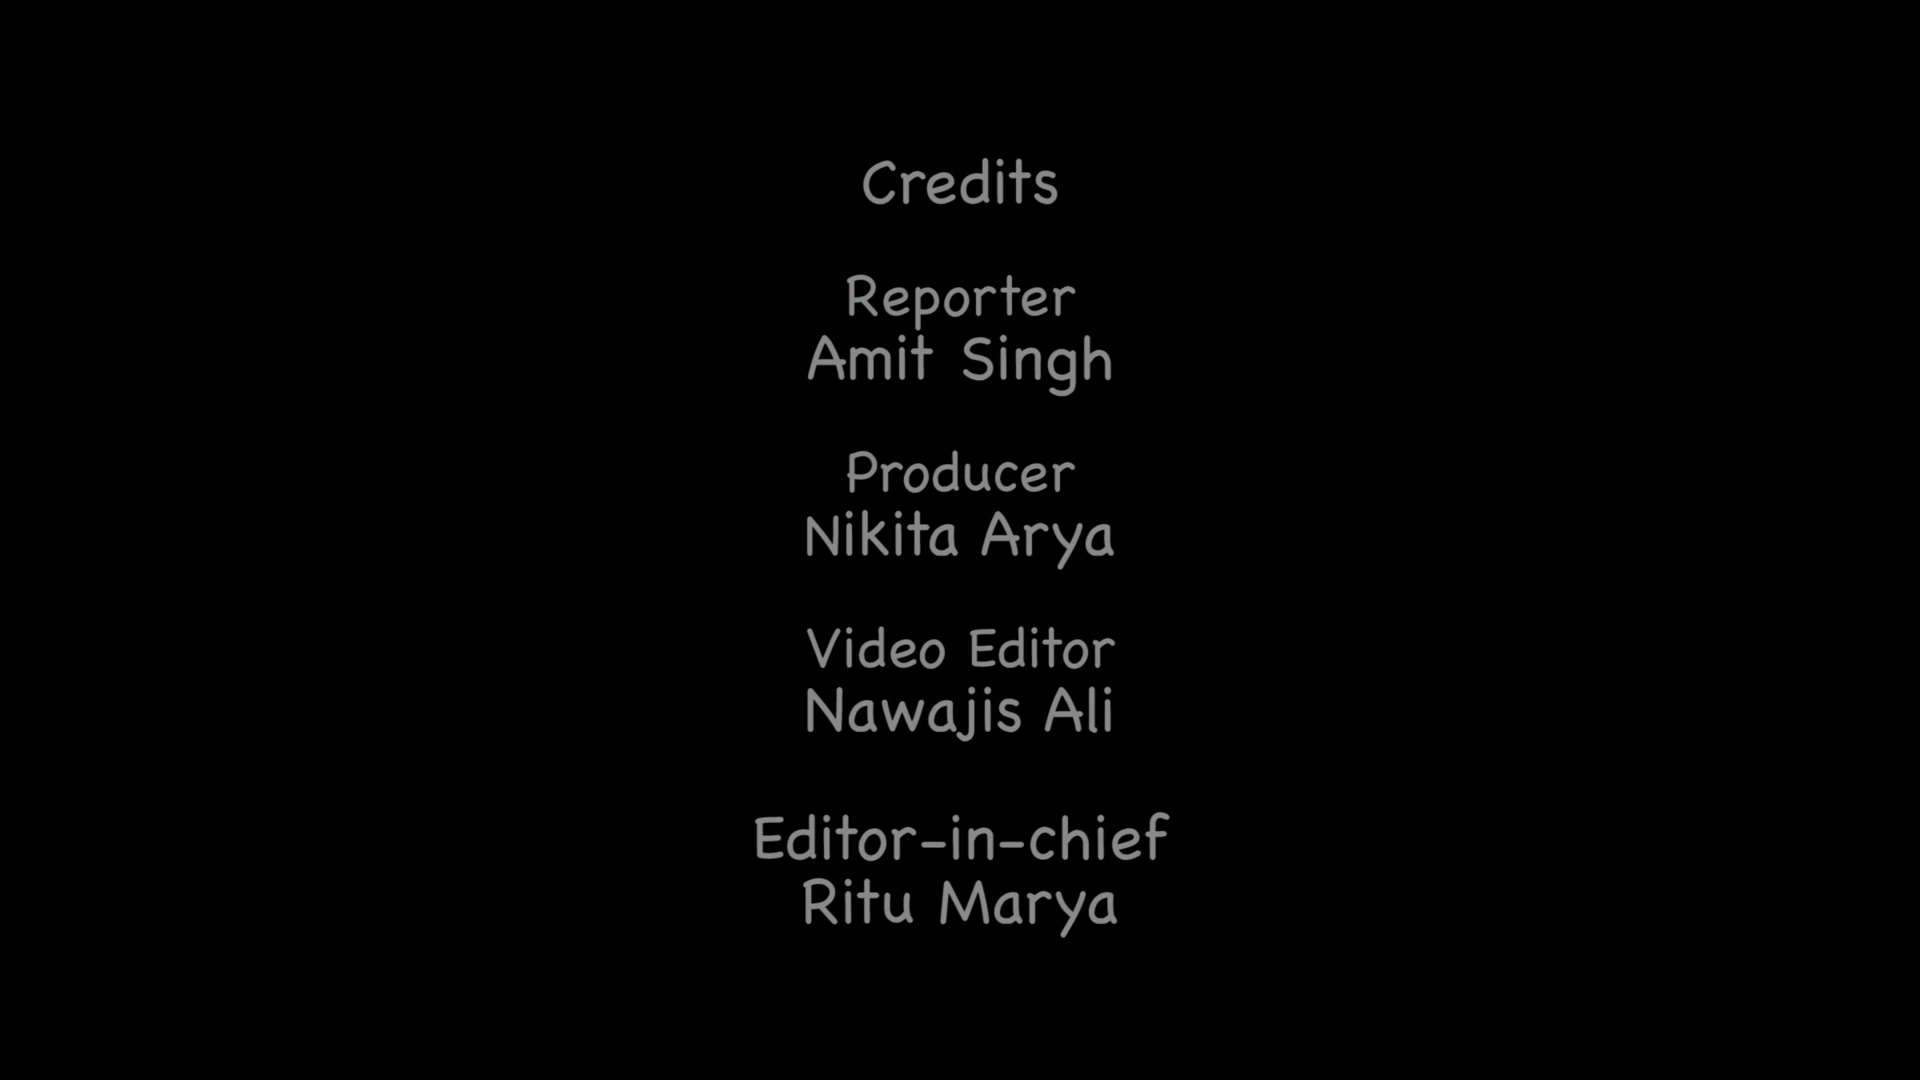 Credits
Reporter
Amit Singh
Producer
Nikita Arya
Video Editor
Nawajis Ali
Editor-in-chief
Ritu Marya